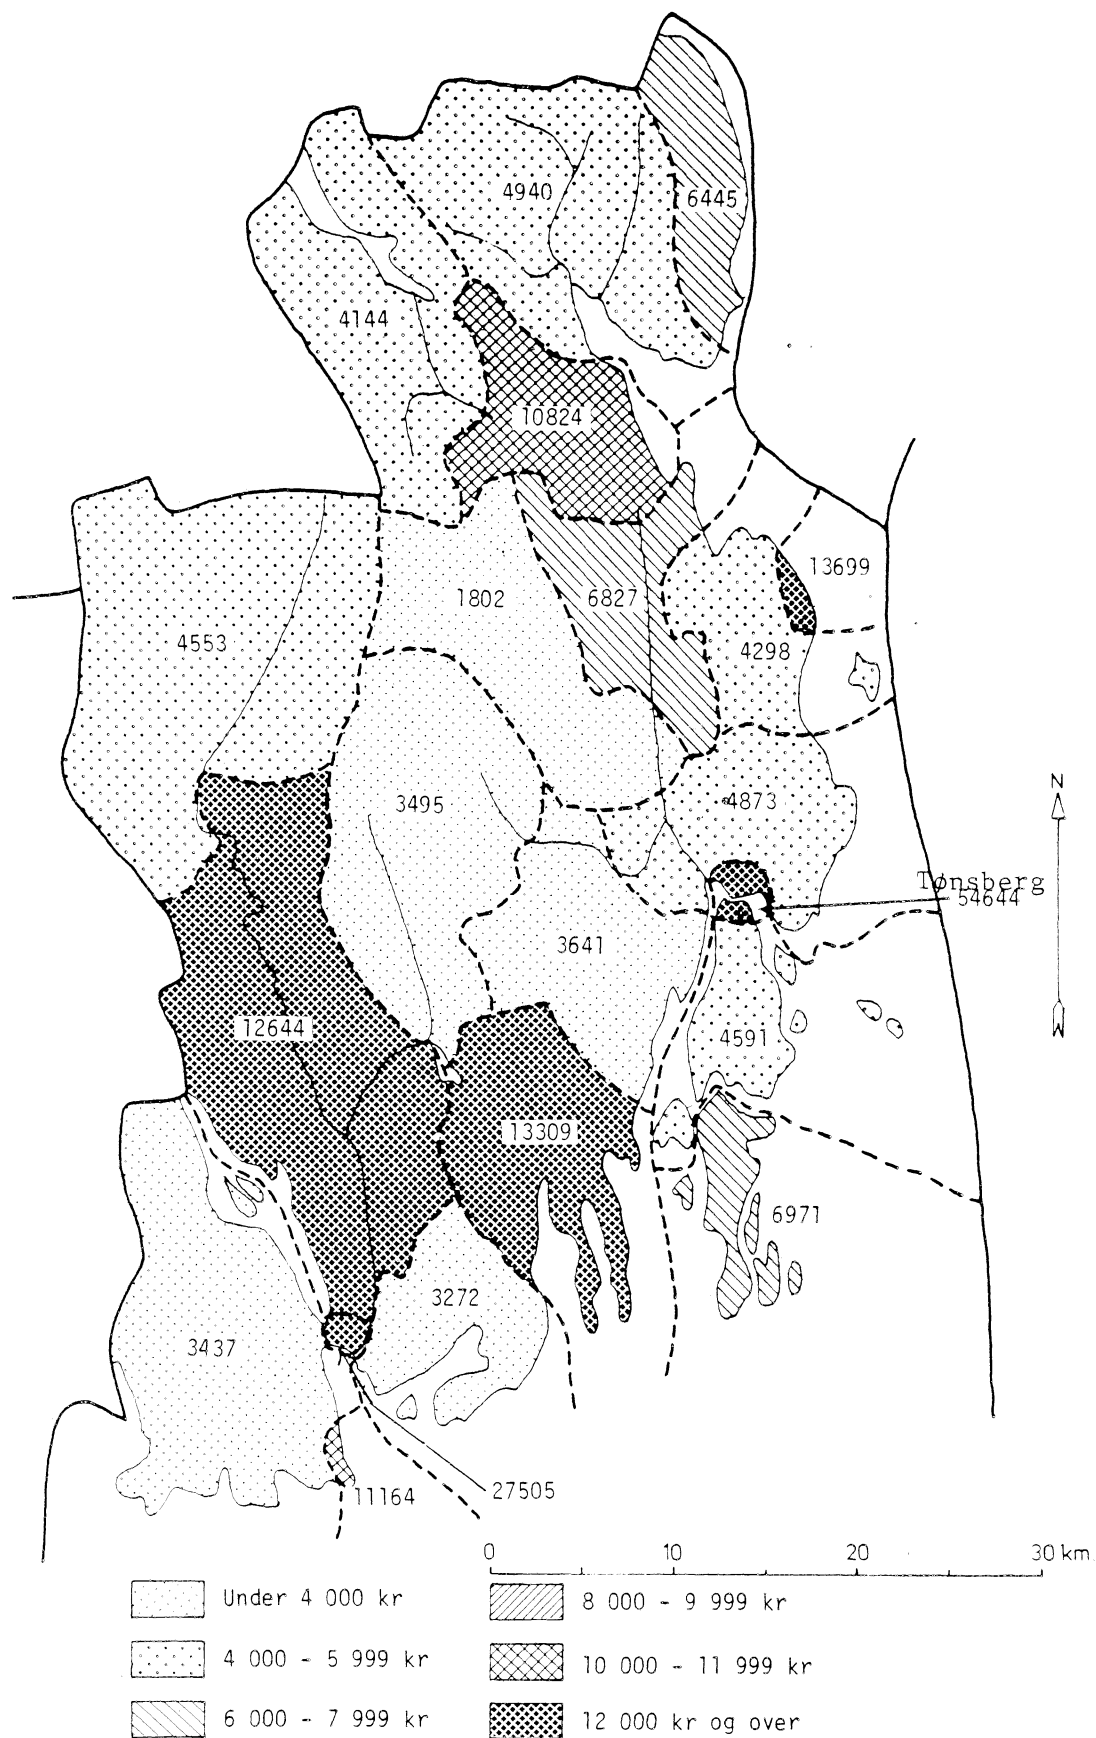 4940
6445
4144
10824
13699
1802
6827
4553
4298
N
3495
4873
Tønsberg
54644
3641
12644
4591
13309
6971
3272
3437
11164
27505
0 10 20 30 km.
Under 4 000 kr
4 000 - 5 999 kr
6 000 - 7 999 kr
8 000 - 9 999 kr
10 000 - 11 999 kr
12 000 kr og over